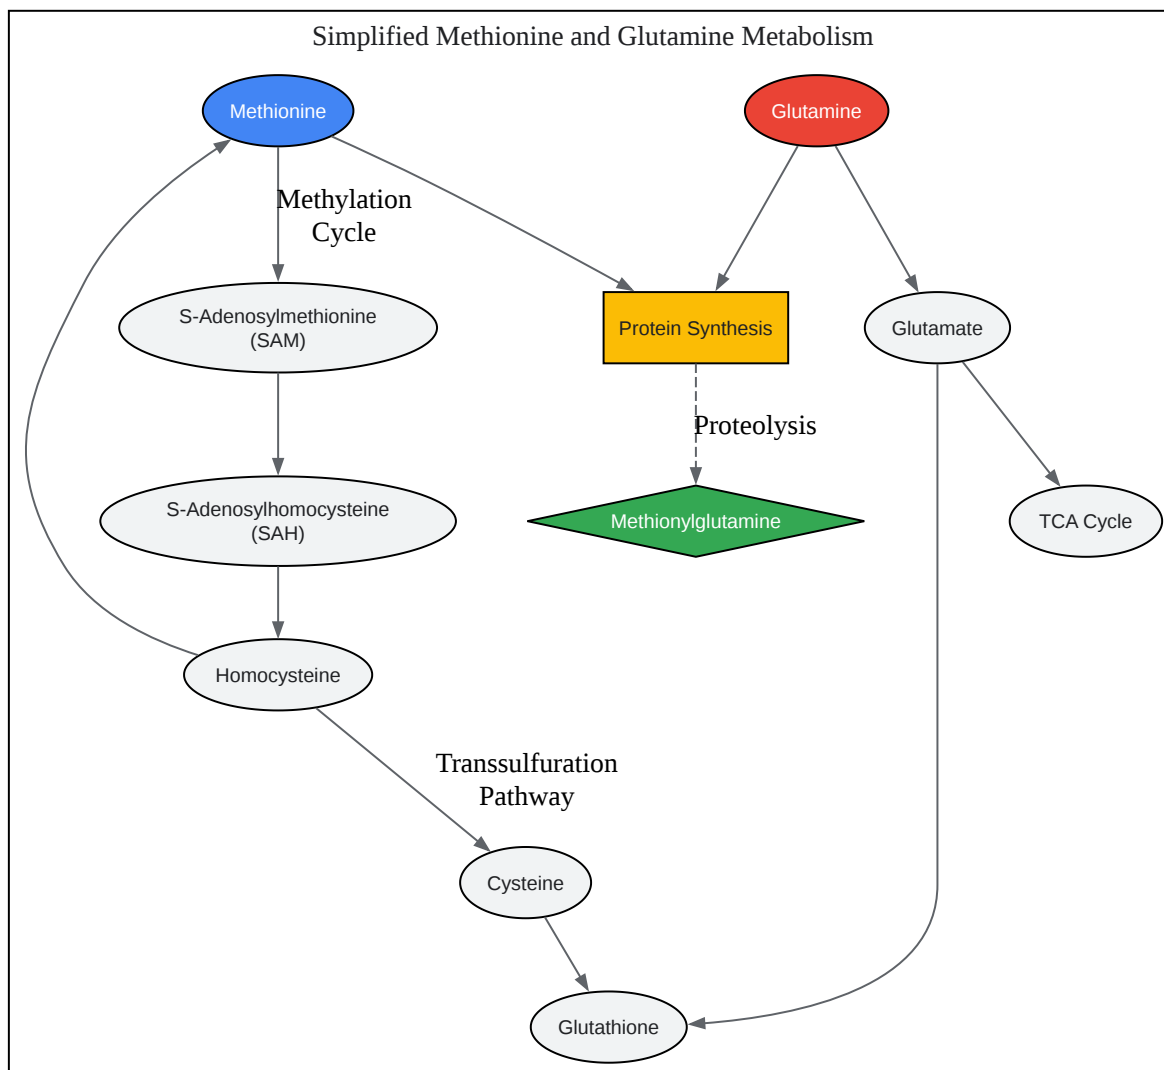 Simplified Methionine and Glutamine Metabolism
Methionine
Glutamine
Methylation
Cycle
S-Adenosylmethionine
(SAM)
Protein Synthesis
Glutamate
Proteolysis
S-Adenosylhomocysteine
(SAH)
Methionylglutamine
TCA Cycle
Homocysteine
Transsulfuration
Pathway
Cysteine
Glutathione